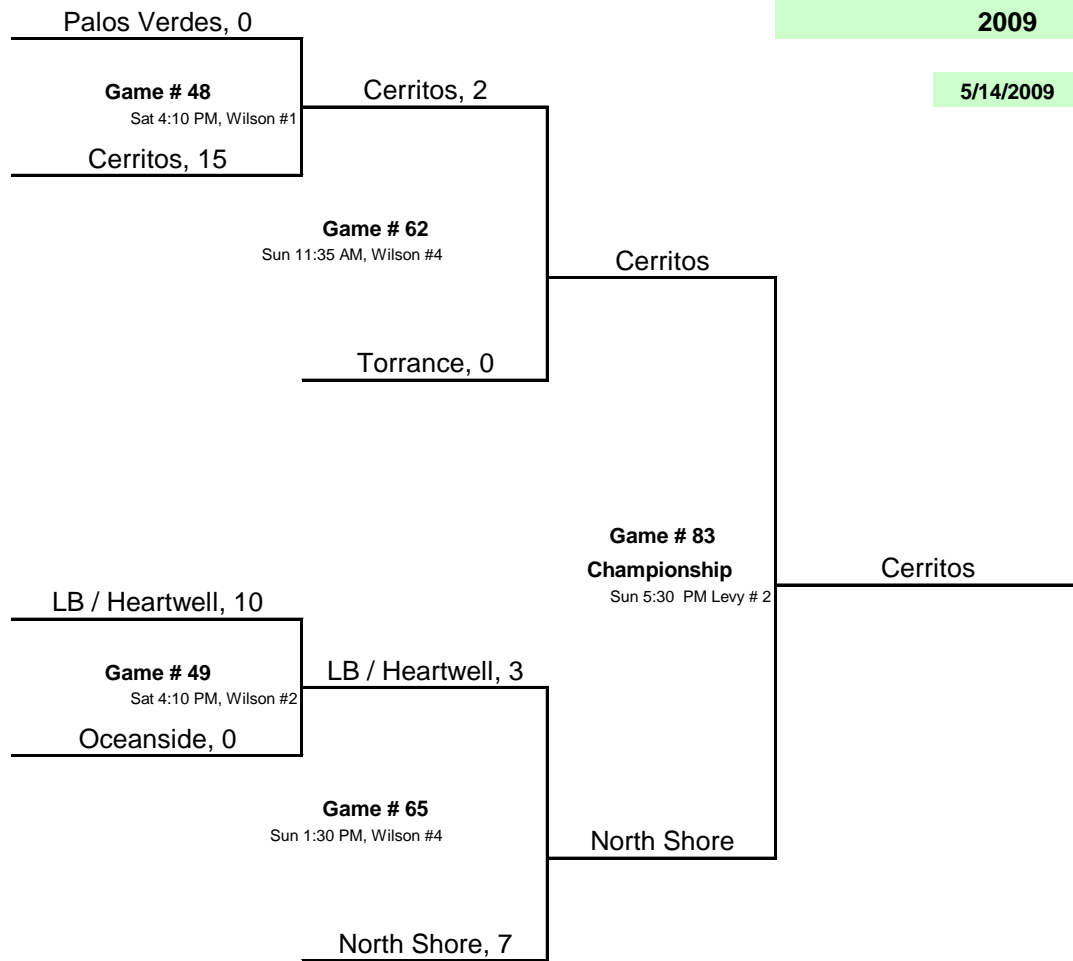 Palos Verdes, 0
2009
Game # 48
Cerritos, 2
5/14/2009
Sat 4:10 PM, Wilson #1
Cerritos, 15
Game # 62
Sun 11:35 AM, Wilson #4
Cerritos
Torrance, 0
Game # 83
Championship
Cerritos
Sun 5:30  PM Levy # 2
LB / Heartwell, 10
Game # 49
LB / Heartwell, 3
Sat 4:10 PM, Wilson #2
Oceanside, 0
Game # 65
Sun 1:30 PM, Wilson #4
North Shore
North Shore, 7